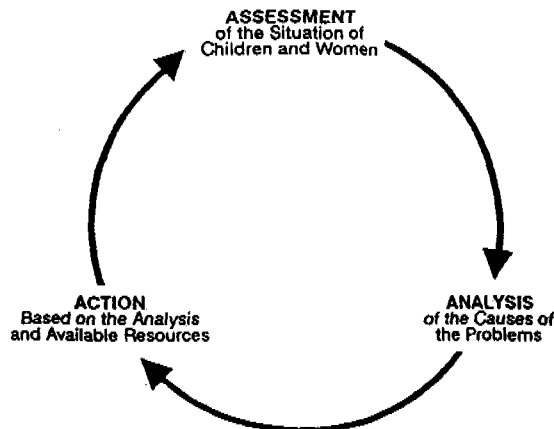 ASSESSMENT
of the Situation of
Children and Women
ACTION
Based on the Analysis
and Available Resources
ANALYSIS
of the Causes of
the Problems